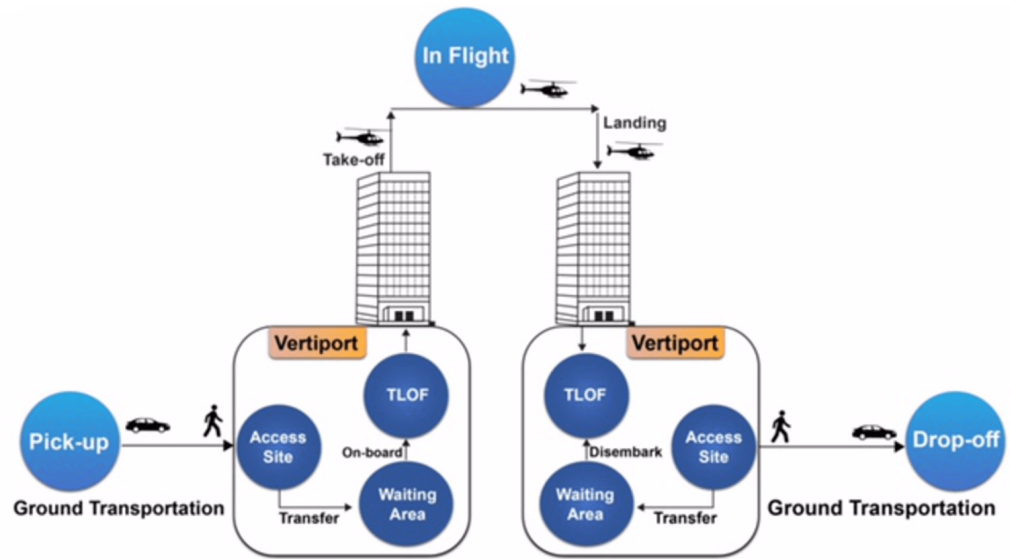 In Flight
Take-off
Landing
Vertiport
Vertiport
TLOF
TLOF
Pick-up
Access
Site
On-board
Disembark
Access
Site
Drop-off
Waiting
Area
Waiting
Area
Transfer
Transfer
Ground Transportation
Ground Transportation